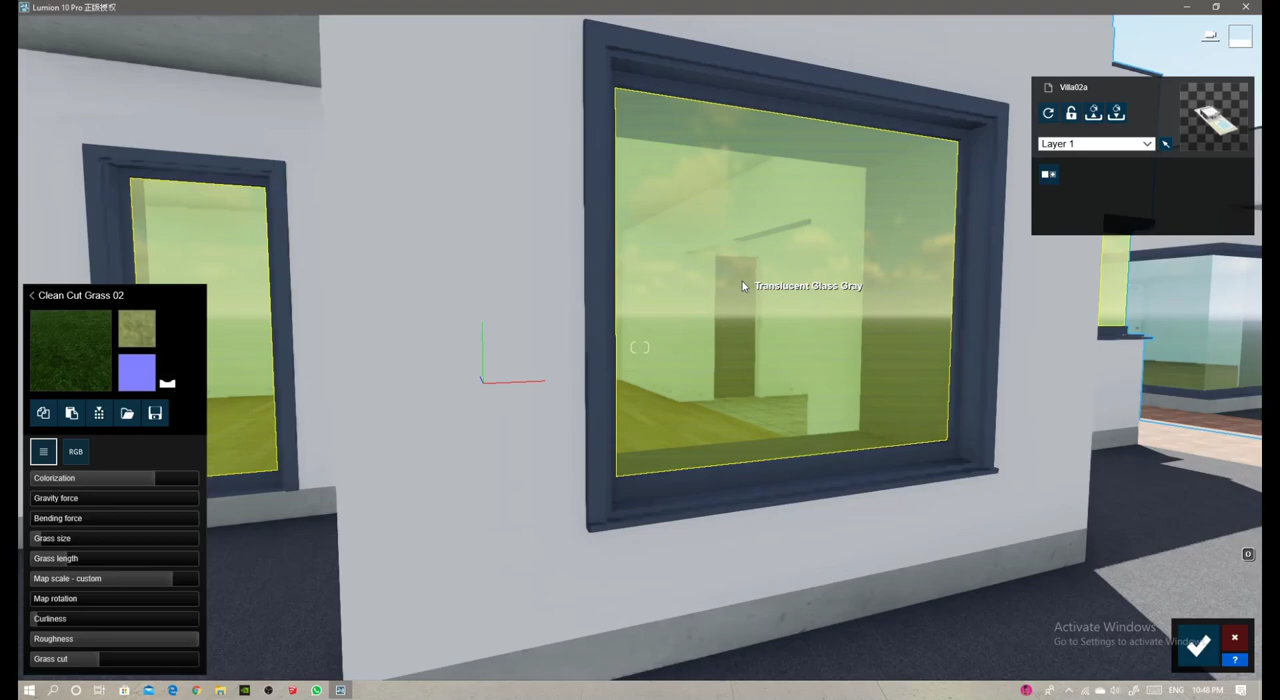 Lumion 10 Pro 正版授权
Villa02a
Layer 1
Translucent Glass Gray
Clean Cut Grass 02
RGB
Colorization
Gravity force
Bending force
Grass size
Grass length
Map scale - custom
Map rotation
Curliness
Roughness
Grass cut
O
Activate Windows
Go to Settings to activate Windows
?
ENG
10:48 PM